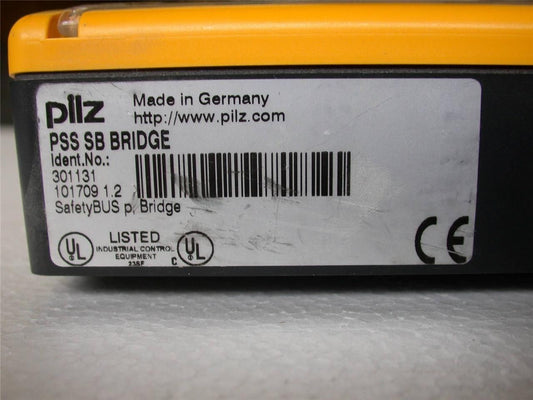 pilz
Made in Germany
http://www.pilz.com
PSS SB BRIDGE
Ident.No.:
301131
101709 1.2
SafetyBUS p. Bridge
UL
LISTED
INDUSTRIAL CONTROL
EQUIPMENT
C
UL
CE